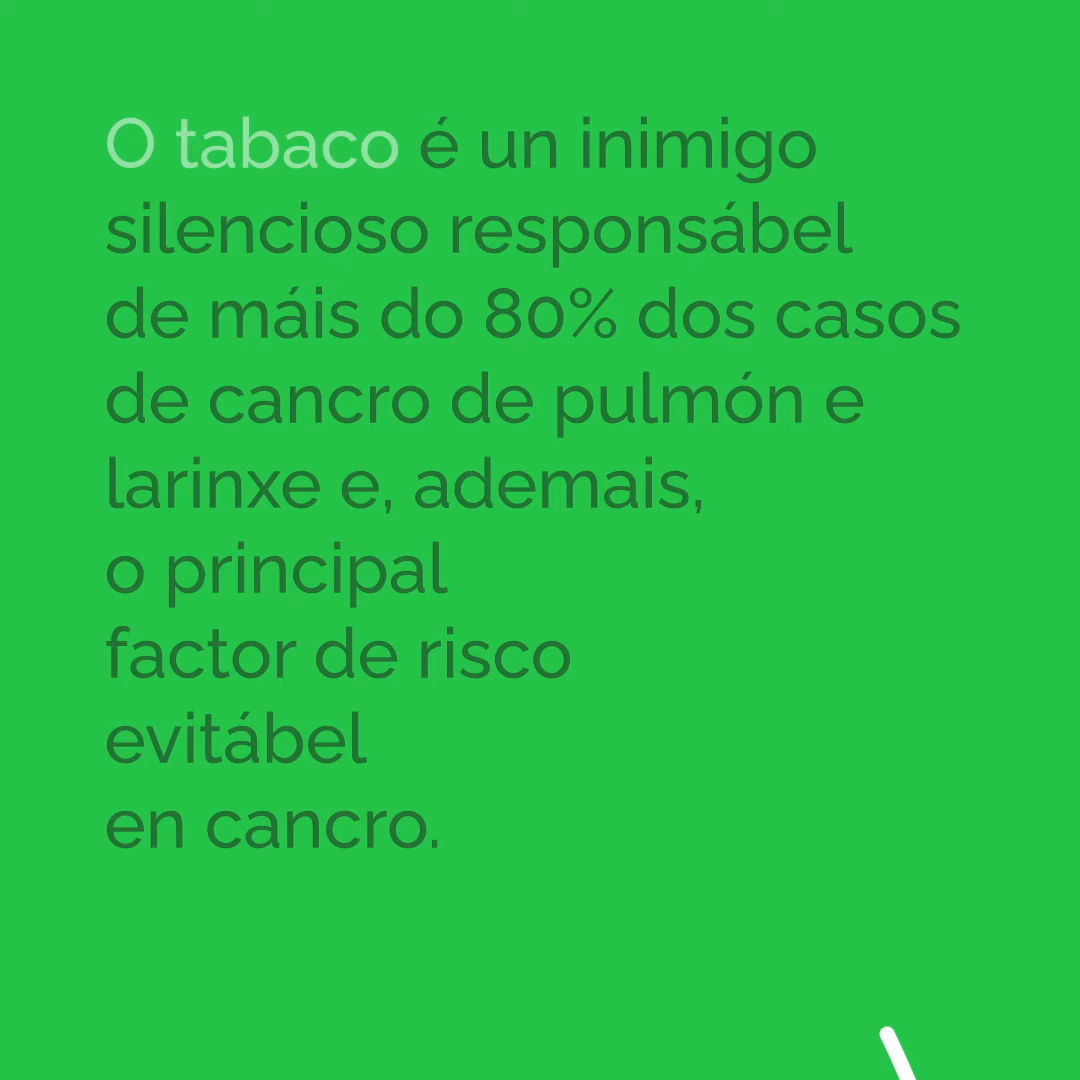 O tabaco é un inimigo
silencioso responsábel
de máis do 80% dos casos
de cancro de pulmón e
larinxe e, ademais,
o principal
factor de risco
evitábel
en cancro.